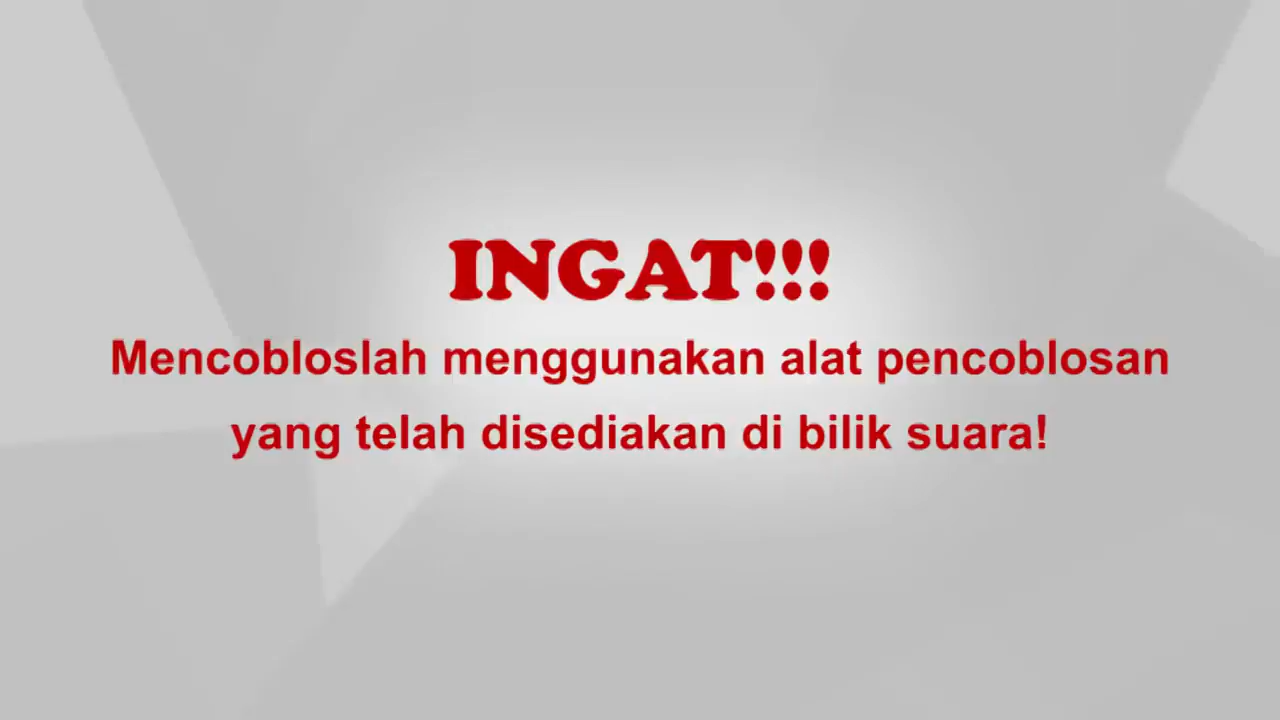 INGAT!!!
Mencobloslah menggunakan alat pencoblosan
yang telah disediakan di bilik suara!